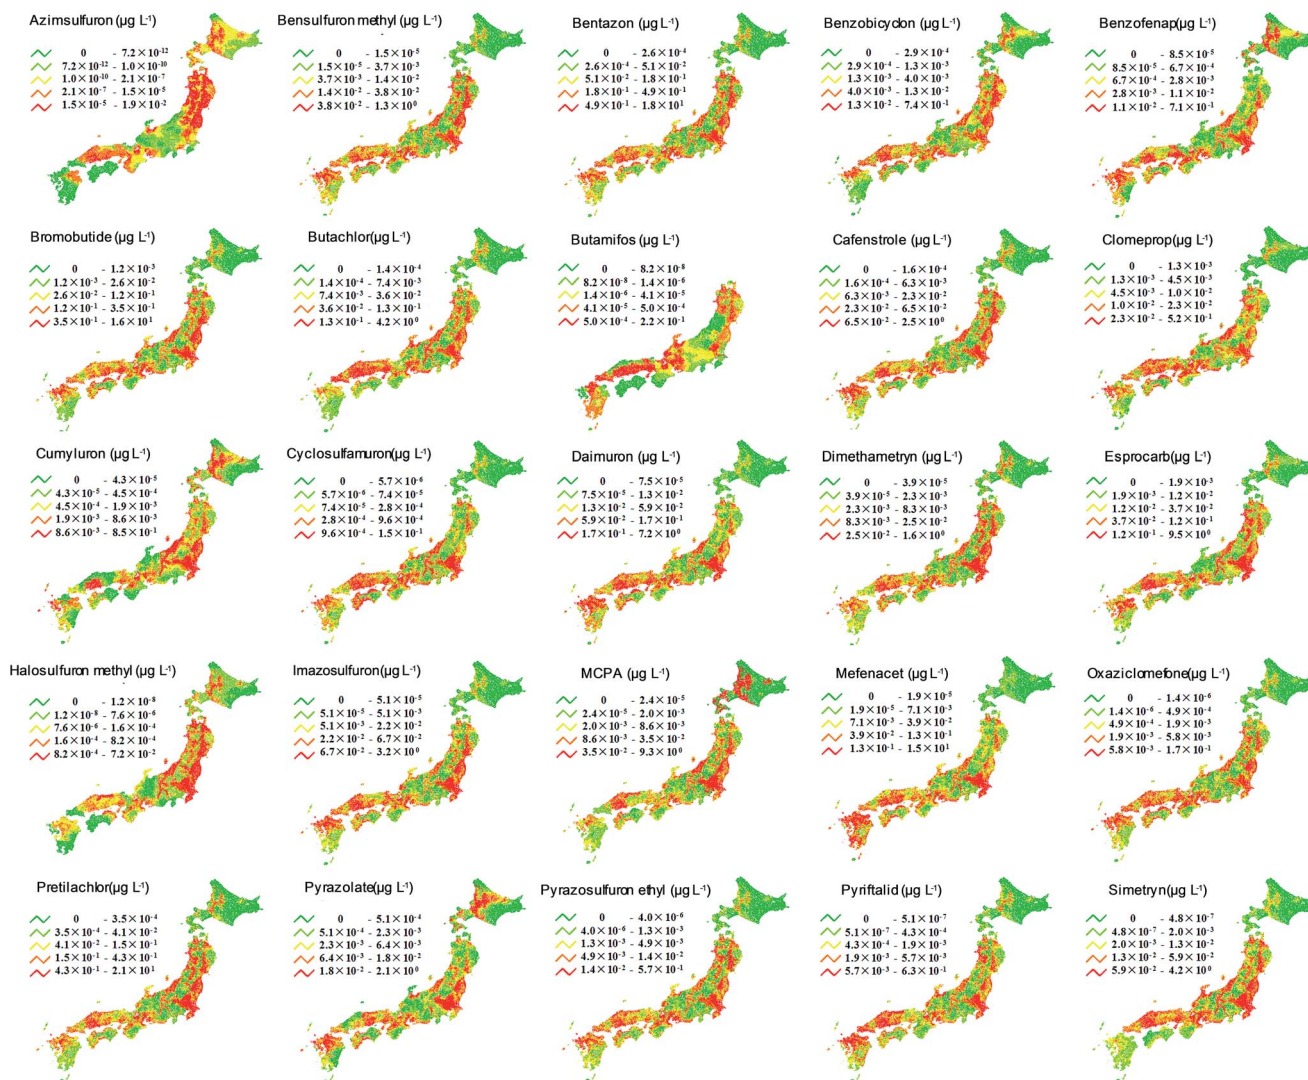 Azimsulfuron (µg L⁻¹)
0 - 7.2×10⁻¹²
7.2×10⁻¹² - 1.0×10⁻¹⁰
1.0×10⁻¹⁰ - 2.1×10⁻⁷
2.1×10⁻⁷ - 1.5×10⁻⁵
1.5×10⁻⁵ - 1.9×10⁻²
Bensulfuron methyl (µg L⁻¹)
0 - 1.5×10⁻⁵
1.5×10⁻⁵ - 3.7×10⁻³
3.7×10⁻³ - 1.4×10⁻²
1.4×10⁻² - 3.8×10⁻²
3.8×10⁻² - 1.3×10⁰
Bentazon (µg L⁻¹)
0 - 2.6×10⁻⁴
2.6×10⁻⁴ - 5.1×10⁻²
5.1×10⁻² - 1.8×10⁻¹
1.8×10⁻¹ - 4.9×10⁻¹
4.9×10⁻¹ - 1.8×10¹
Benzobicyclon (µg L⁻¹)
0 - 2.9×10⁻⁴
2.9×10⁻⁴ - 1.3×10⁻³
1.3×10⁻³ - 4.0×10⁻³
4.0×10⁻³ - 1.3×10⁻²
1.3×10⁻² - 7.4×10⁻¹
Benzofenap(µg L⁻¹)
0 - 8.5×10⁻⁵
8.5×10⁻⁵ - 6.7×10⁻⁴
6.7×10⁻⁴ - 2.8×10⁻³
2.8×10⁻³ - 1.1×10⁻²
1.1×10⁻² - 7.1×10⁻¹
Bromobutide (µg L⁻¹)
0 - 1.2×10⁻³
1.2×10⁻³ - 2.6×10⁻²
2.6×10⁻² - 1.2×10⁻¹
1.2×10⁻¹ - 3.5×10⁻¹
3.5×10⁻¹ - 1.6×10¹
Butachlor(µg L⁻¹)
0 - 1.4×10⁻⁴
1.4×10⁻⁴ - 7.4×10⁻³
7.4×10⁻³ - 3.6×10⁻²
3.6×10⁻² - 1.3×10⁻¹
1.3×10⁻¹ - 4.2×10⁰
Butamifos (µg L⁻¹)
0 - 8.2×10⁻⁸
8.2×10⁻⁸ - 1.4×10⁻⁶
1.4×10⁻⁶ - 4.1×10⁻⁵
4.1×10⁻⁵ - 5.0×10⁻⁴
5.0×10⁻⁴ - 2.2×10⁻¹
Cafenstrole (µg L⁻¹)
0 - 1.6×10⁻⁴
1.6×10⁻⁴ - 6.3×10⁻³
6.3×10⁻³ - 2.3×10⁻²
2.3×10⁻² - 6.5×10⁻²
6.5×10⁻² - 2.5×10⁰
Clomeprop(µg L⁻¹)
0 - 1.3×10⁻³
1.3×10⁻³ - 4.5×10⁻³
4.5×10⁻³ - 1.0×10⁻²
1.0×10⁻² - 2.3×10⁻²
2.3×10⁻² - 5.2×10⁻¹
Cumyluron (µg L⁻¹)
0 - 4.3×10⁻⁵
4.3×10⁻⁵ - 4.5×10⁻⁴
4.5×10⁻⁴ - 1.9×10⁻³
1.9×10⁻³ - 8.6×10⁻³
8.6×10⁻³ - 8.5×10⁻¹
Cyclosulfamuron(µg L⁻¹)
0 - 5.7×10⁻⁶
5.7×10⁻⁶ - 7.4×10⁻⁵
7.4×10⁻⁵ - 2.8×10⁻⁴
2.8×10⁻⁴ - 9.6×10⁻⁴
9.6×10⁻⁴ - 1.5×10⁻¹
Daimuron (µg L⁻¹)
0 - 7.5×10⁻⁵
7.5×10⁻⁵ - 1.3×10⁻²
1.3×10⁻² - 5.9×10⁻²
5.9×10⁻² - 1.7×10⁻¹
1.7×10⁻¹ - 7.2×10⁰
Dimethametryn (µg L⁻¹)
0 - 3.9×10⁻⁵
3.9×10⁻⁵ - 2.3×10⁻³
2.3×10⁻³ - 8.3×10⁻³
8.3×10⁻³ - 2.5×10⁻²
2.5×10⁻² - 1.6×10⁰
Esprocarb(µg L⁻¹)
0 - 1.9×10⁻³
1.9×10⁻³ - 1.2×10⁻²
1.2×10⁻² - 3.7×10⁻²
3.7×10⁻² - 1.2×10⁻¹
1.2×10⁻¹ - 9.5×10⁰
Halosulfuron methyl (µg L⁻¹)
0 - 1.2×10⁻⁸
1.2×10⁻⁸ - 7.6×10⁻⁶
7.6×10⁻⁶ - 1.6×10⁻⁴
1.6×10⁻⁴ - 8.2×10⁻⁴
8.2×10⁻⁴ - 7.2×10⁻²
Imazosulfuron(µg L⁻¹)
0 - 5.1×10⁻⁵
5.1×10⁻⁵ - 5.1×10⁻³
5.1×10⁻³ - 2.2×10⁻²
2.2×10⁻² - 6.7×10⁻²
6.7×10⁻² - 3.2×10⁰
MCPA (µg L⁻¹)
0 - 2.4×10⁻⁵
2.4×10⁻⁵ - 2.0×10⁻³
2.0×10⁻³ - 8.6×10⁻³
8.6×10⁻³ - 3.5×10⁻²
3.5×10⁻² - 9.3×10⁰
Mefenacet (µg L⁻¹)
0 - 1.9×10⁻⁵
1.9×10⁻⁵ - 7.1×10⁻³
7.1×10⁻³ - 3.9×10⁻²
3.9×10⁻² - 1.3×10⁻¹
1.3×10⁻¹ - 1.5×10¹
Oxaziclomefone(µg L⁻¹)
0 - 1.4×10⁻⁶
1.4×10⁻⁶ - 4.9×10⁻⁴
4.9×10⁻⁴ - 1.9×10⁻³
1.9×10⁻³ - 5.8×10⁻³
5.8×10⁻³ - 1.7×10⁻¹
Pretilachlor(µg L⁻¹)
0 - 3.5×10⁻⁴
3.5×10⁻⁴ - 4.1×10⁻²
4.1×10⁻² - 1.5×10⁻¹
1.5×10⁻¹ - 4.3×10⁻¹
4.3×10⁻¹ - 2.1×10¹
Pyrazolate(µg L⁻¹)
0 - 5.1×10⁻⁴
5.1×10⁻⁴ - 2.3×10⁻³
2.3×10⁻³ - 6.4×10⁻³
6.4×10⁻³ - 1.8×10⁻²
1.8×10⁻² - 2.1×10⁰
Pyrazosulfuron ethyl (µg L⁻¹)
0 - 4.0×10⁻⁶
4.0×10⁻⁶ - 1.3×10⁻³
1.3×10⁻³ - 4.9×10⁻³
4.9×10⁻³ - 1.4×10⁻²
1.4×10⁻² - 5.7×10⁻¹
Pyriftalid (µg L⁻¹)
0 - 5.1×10⁻⁷
5.1×10⁻⁷ - 4.3×10⁻⁴
4.3×10⁻⁴ - 1.9×10⁻³
1.9×10⁻³ - 5.7×10⁻³
5.7×10⁻³ - 6.3×10⁻¹
Simetryn(µg L⁻¹)
0 - 4.8×10⁻⁷
4.8×10⁻⁷ - 2.0×10⁻³
2.0×10⁻³ - 1.3×10⁻²
1.3×10⁻² - 5.9×10⁻²
5.9×10⁻² - 4.2×10⁰